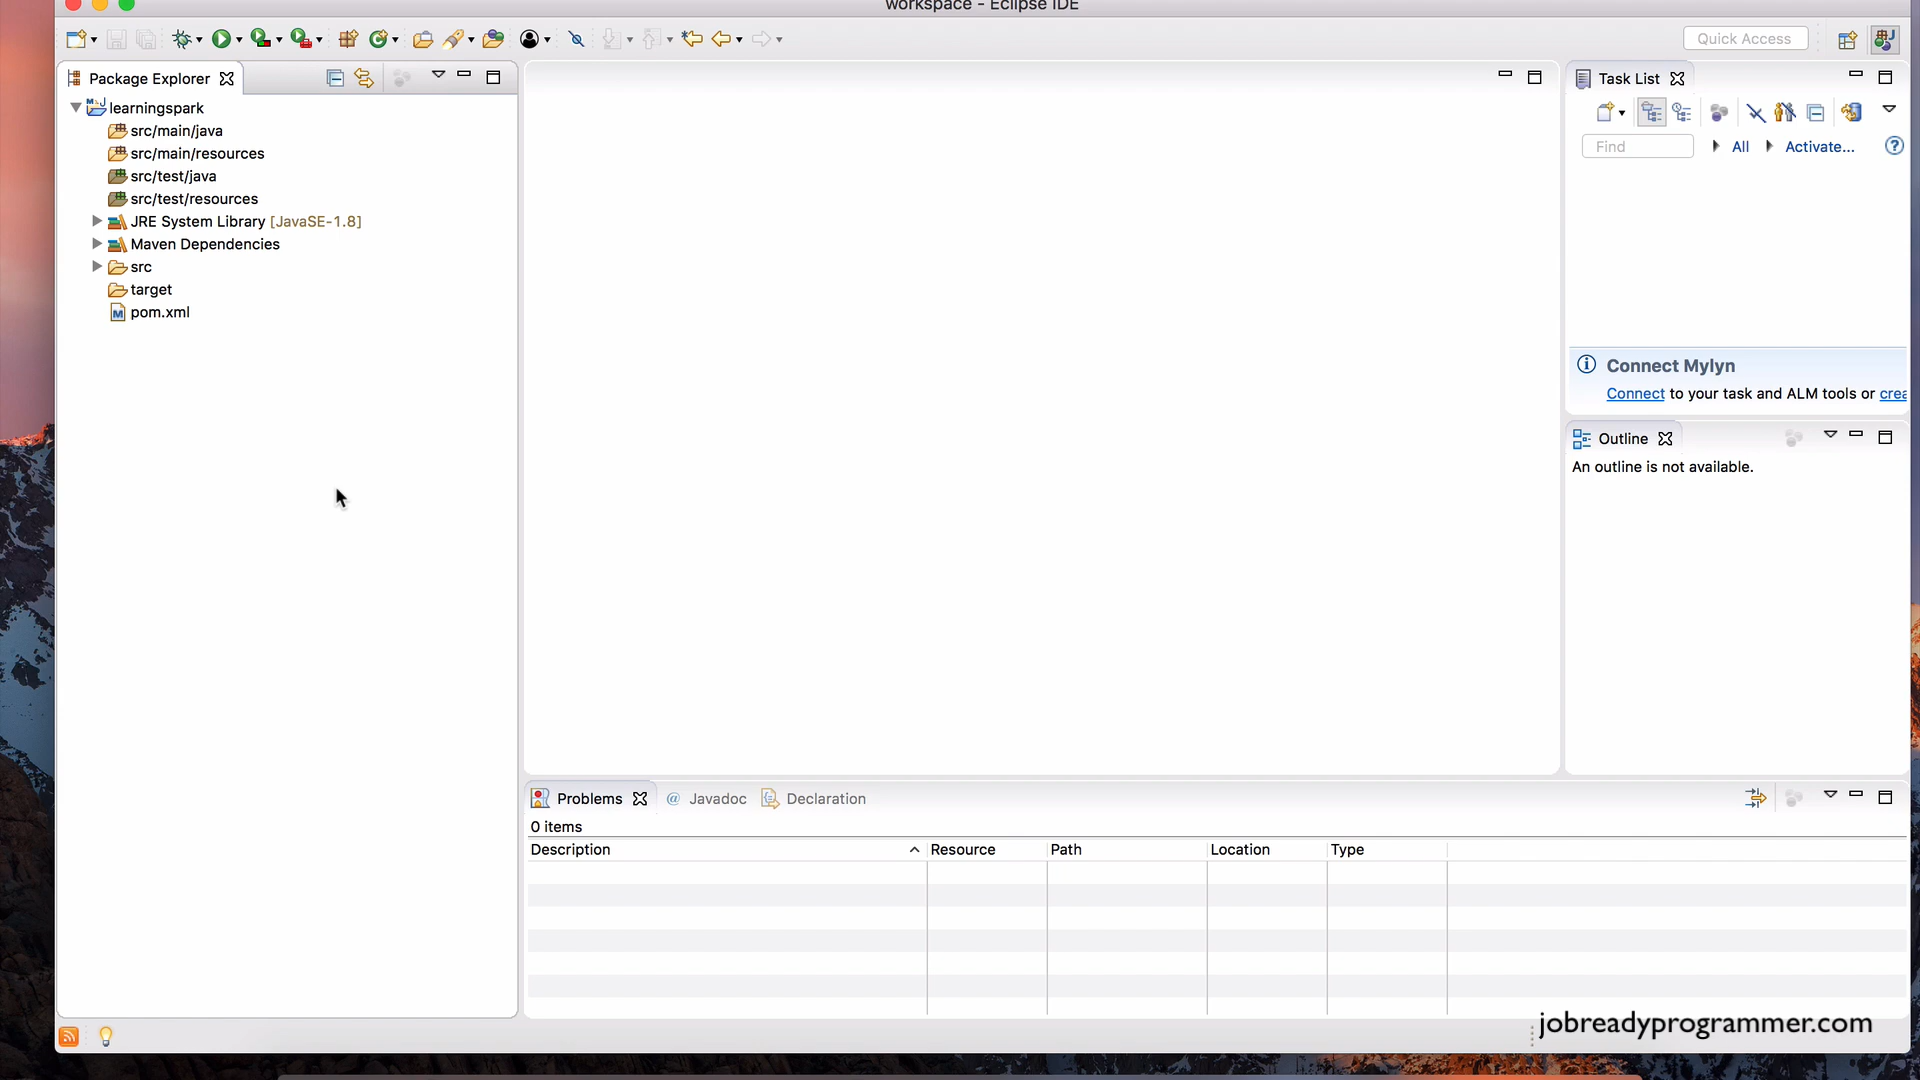 workspace - Eclipse IDE
Quick Access
Package Explorer
learningspark
src/main/java
src/main/resources
src/test/java
src/test/resources
JRE System Library [JavaSE-1.8]
Maven Dependencies
src
target
pom.xml
Task List
Find
All
Activate...
Connect Mylyn
Connect to your task and ALM tools or crea
Outline
An outline is not available.
Problems
@ Javadoc
Declaration
0 items
Description
Resource
Path
Location
Type
jobreadyprogrammer.com